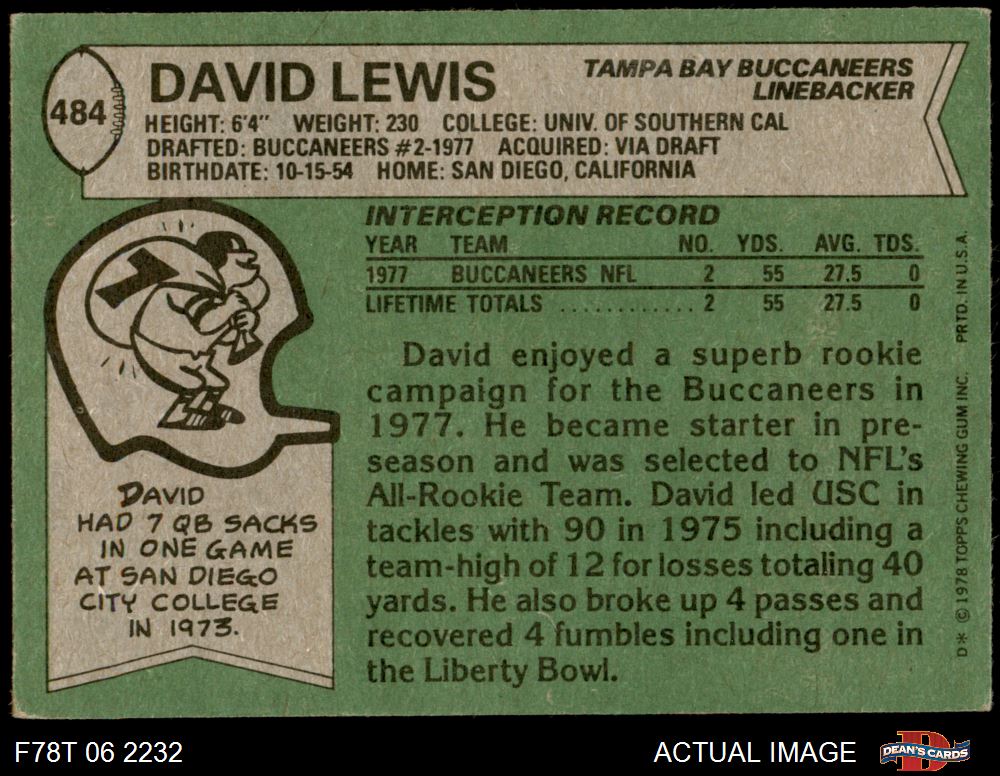 484
DAVID LEWIS
TAMPA BAY BUCCANEERS
LINEBACKER
HEIGHT: 6'4" WEIGHT: 230 COLLEGE: UNIV. OF SOUTHERN CAL
DRAFTED: BUCCANEERS #2-1977 ACQUIRED: VIA DRAFT
BIRTHDATE: 10-15-54 HOME: SAN DIEGO, CALIFORNIA
INTERCEPTION RECORD
YEAR TEAM NO. YDS. AVG. TDS.
1977 BUCCANEERS NFL 2 55 27.5 0
LIFETIME TOTALS ............ 2 55 27.5 0
David enjoyed a superb rookie
campaign for the Buccaneers in
1977. He became starter in pre-
season and was selected to NFL's
All-Rookie Team. David led USC in
tackles with 90 in 1975 including a
team-high of 12 for losses totaling 40
yards. He also broke up 4 passes and
recovered 4 fumbles including one in
the Liberty Bowl.
7
DAVID
HAD 7 QB SACKS
IN ONE GAME
AT SAN DIEGO
CITY COLLEGE
IN 1973.
D* © 1978 TOPPS CHEWING GUM INC. PRTD. IN U.S.A.
F78T 06 2232
ACTUAL IMAGE
D
DEAN'S CARDS